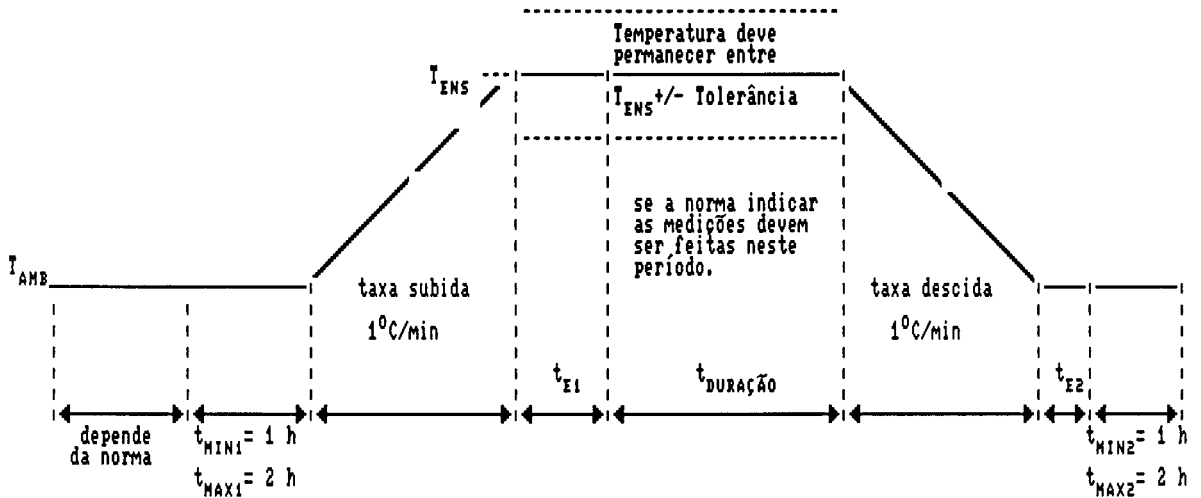 Temperatura deve
permanecer entre
T_ENS
T_ENS +/- Tolerância
se a norma indicar
as medições devem
ser feitas neste
período.
T_AMB
taxa subida
1ºC/min
taxa descida
1ºC/min
t_E1
t_DURAÇÃO
t_E2
depende
da norma
t_MIN1= 1 h
t_MAX1= 2 h
t_MIN2= 1 h
t_MAX2= 2 h